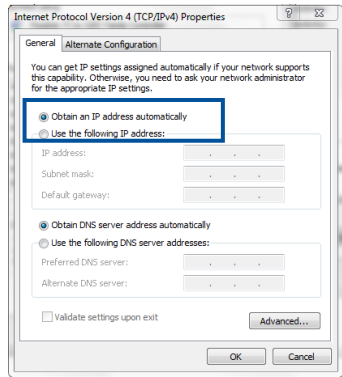 Internet Protocol Version 4 (TCP/IPv4) Properties
General
Alternate Configuration
You can get IP settings assigned automatically if your network supports
this capability. Otherwise, you need to ask your network administrator
for the appropriate IP settings.
Obtain an IP address automatically
Use the following IP address:
IP address:
Subnet mask:
Default gateway:
Obtain DNS server address automatically
Use the following DNS server addresses:
Preferred DNS server:
Alternate DNS server:
Validate settings upon exit
Advanced...
OK
Cancel